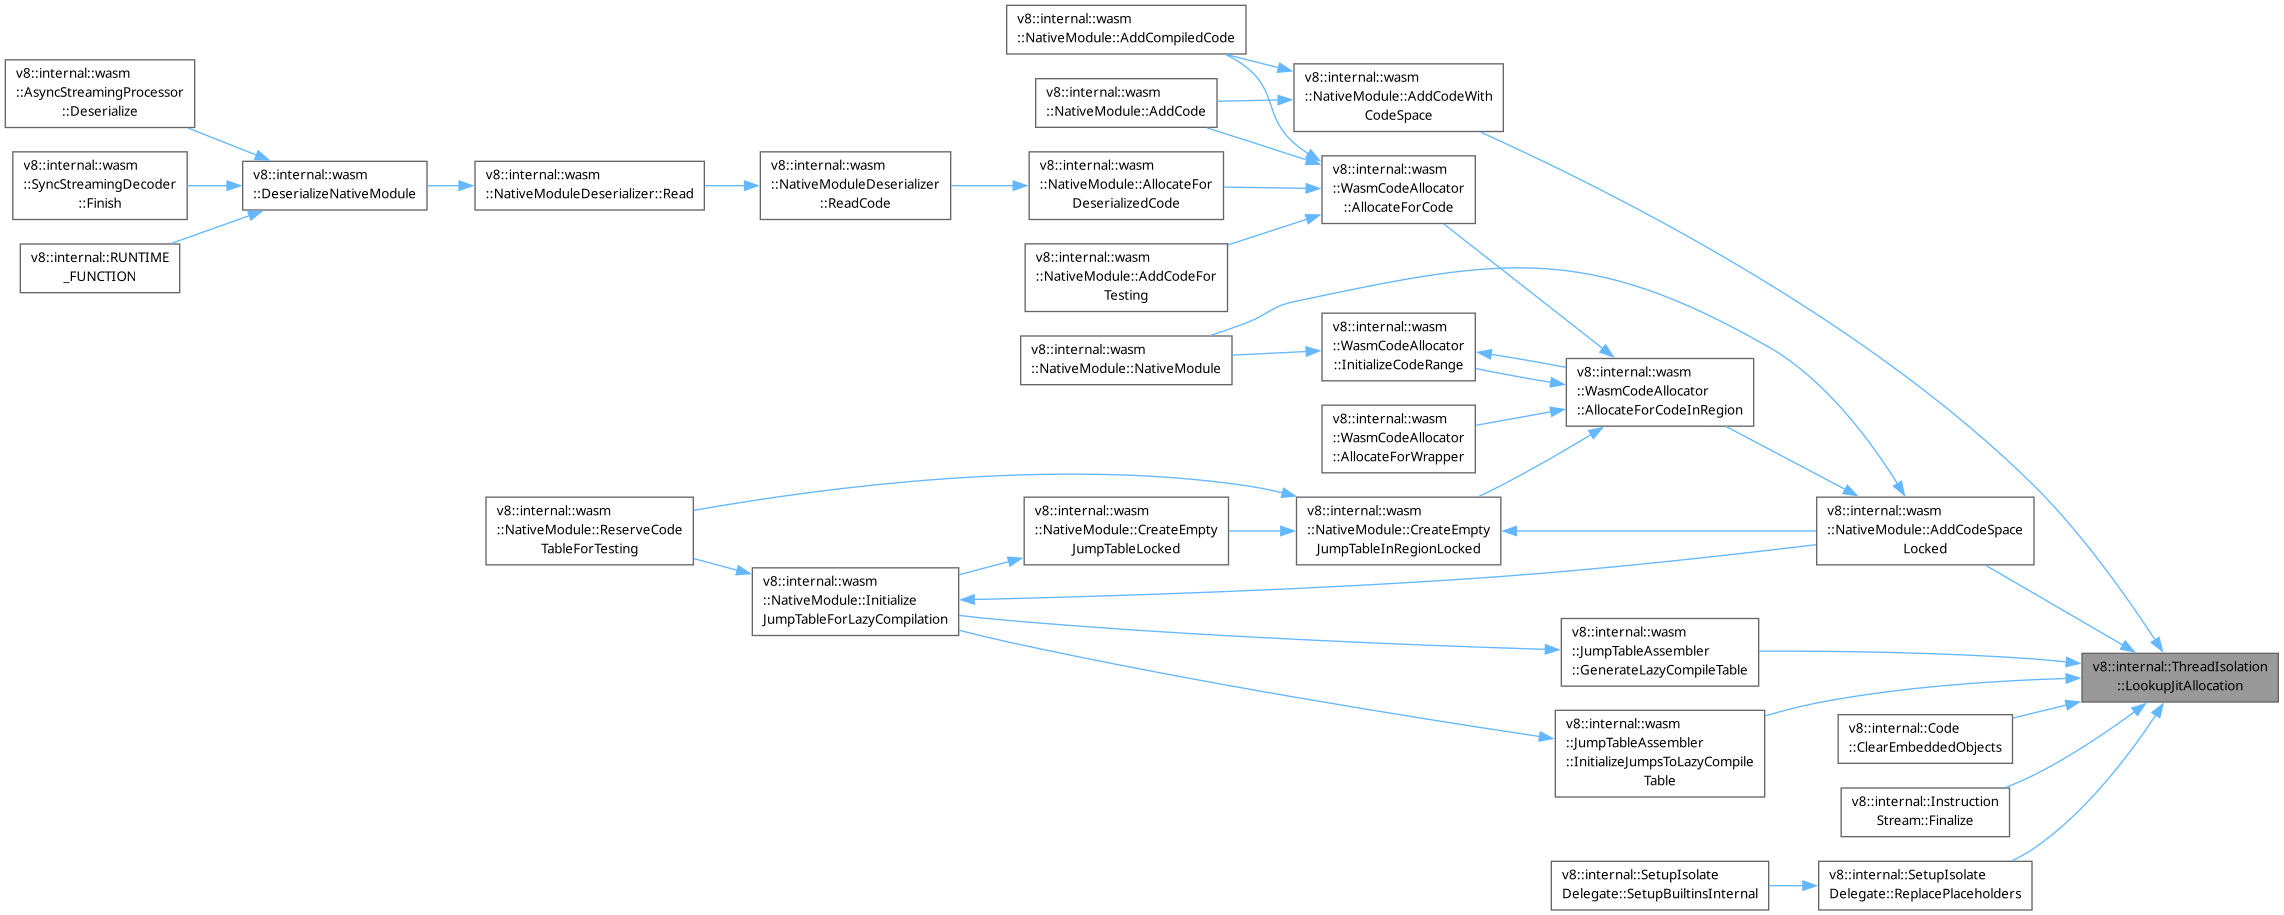 v8::internal::wasm
::NativeModule::AddCompiledCode
v8::internal::wasm
::AsyncStreamingProcessor
::Deserialize
v8::internal::wasm
::NativeModule::AddCodeWith
CodeSpace
v8::internal::wasm
::NativeModule::AddCode
v8::internal::wasm
::SyncStreamingDecoder
::Finish
v8::internal::wasm
::DeserializeNativeModule
v8::internal::wasm
::NativeModuleDeserializer::Read
v8::internal::wasm
::NativeModuleDeserializer
::ReadCode
v8::internal::wasm
::NativeModule::AllocateFor
DeserializedCode
v8::internal::wasm
::WasmCodeAllocator
::AllocateForCode
v8::internal::RUNTIME
_FUNCTION
v8::internal::wasm
::NativeModule::AddCodeFor
Testing
v8::internal::wasm
::NativeModule::NativeModule
v8::internal::wasm
::WasmCodeAllocator
::InitializeCodeRange
v8::internal::wasm
::WasmCodeAllocator
::AllocateForCodeInRegion
v8::internal::wasm
::WasmCodeAllocator
::AllocateForWrapper
v8::internal::wasm
::NativeModule::ReserveCode
TableForTesting
v8::internal::wasm
::NativeModule::CreateEmpty
JumpTableLocked
v8::internal::wasm
::NativeModule::CreateEmpty
JumpTableInRegionLocked
v8::internal::wasm
::NativeModule::AddCodeSpace
Locked
v8::internal::wasm
::NativeModule::Initialize
JumpTableForLazyCompilation
v8::internal::wasm
::JumpTableAssembler
::GenerateLazyCompileTable
v8::internal::ThreadIsolation
::LookupJitAllocation
v8::internal::wasm
::JumpTableAssembler
::InitializeJumpsToLazyCompile
Table
v8::internal::Code
::ClearEmbeddedObjects
v8::internal::Instruction
Stream::Finalize
v8::internal::SetupIsolate
Delegate::SetupBuiltinsInternal
v8::internal::SetupIsolate
Delegate::ReplacePlaceholders